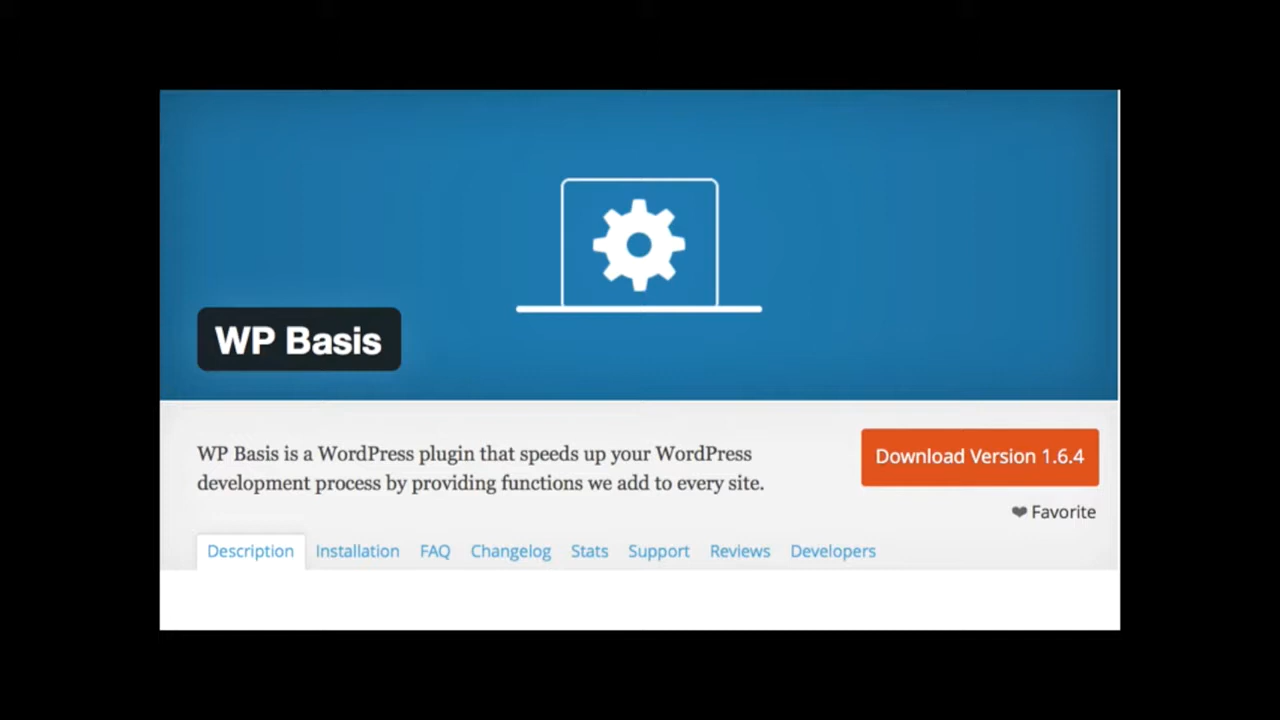 WP Basis
WP Basis is a WordPress plugin that speeds up your WordPress
development process by providing functions we add to every site.
Download Version 1.6.4
Favorite
Description Installation FAQ Changelog Stats Support Reviews Developers